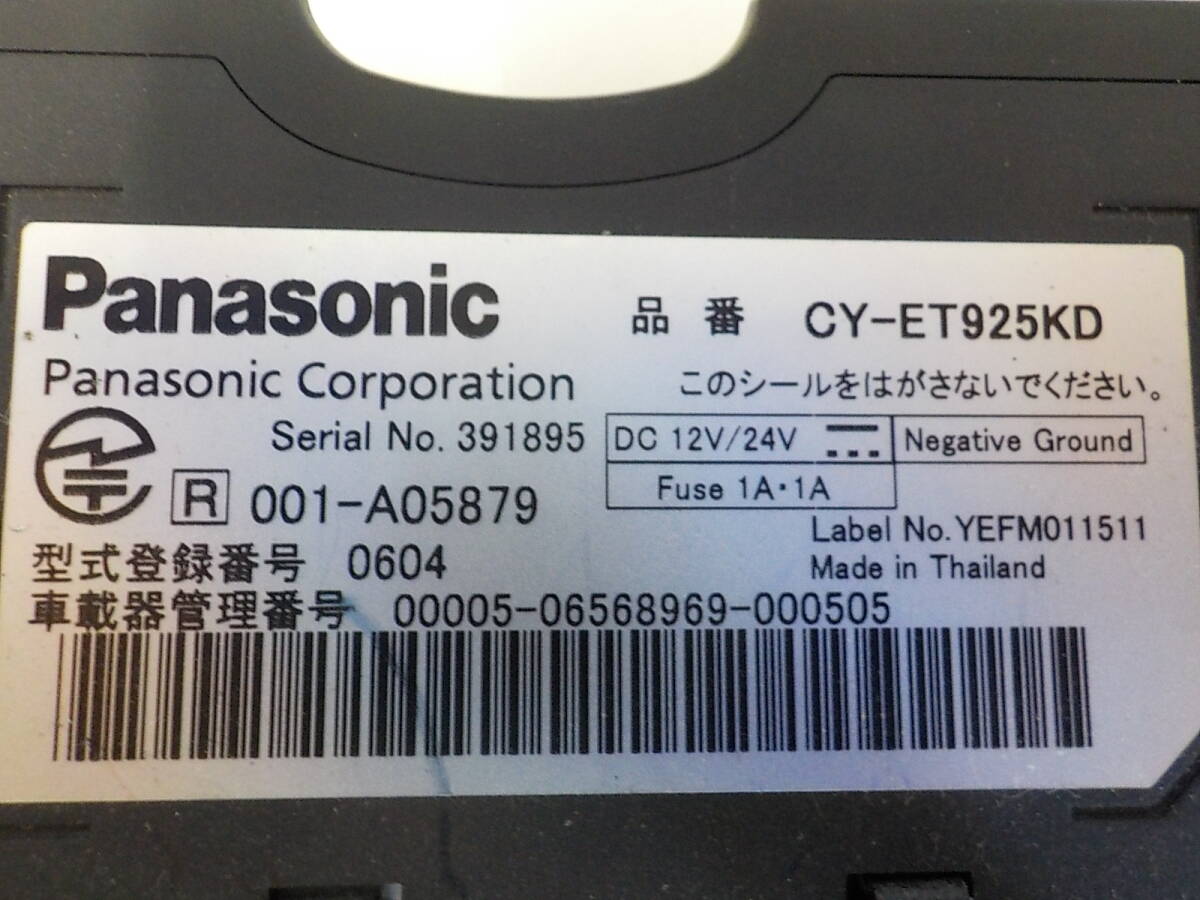 Panasonic
品番 CY-ET925KD
Panasonic Corporation
このシールをはがさないでください。
Serial No. 391895
DC 12V/24V
Negative Ground
Fuse 1A・1A
R 001-A05879
Label No. YEFM011511
型式登録番号 0604
Made in Thailand
車載器管理番号 00005-06568969-000505